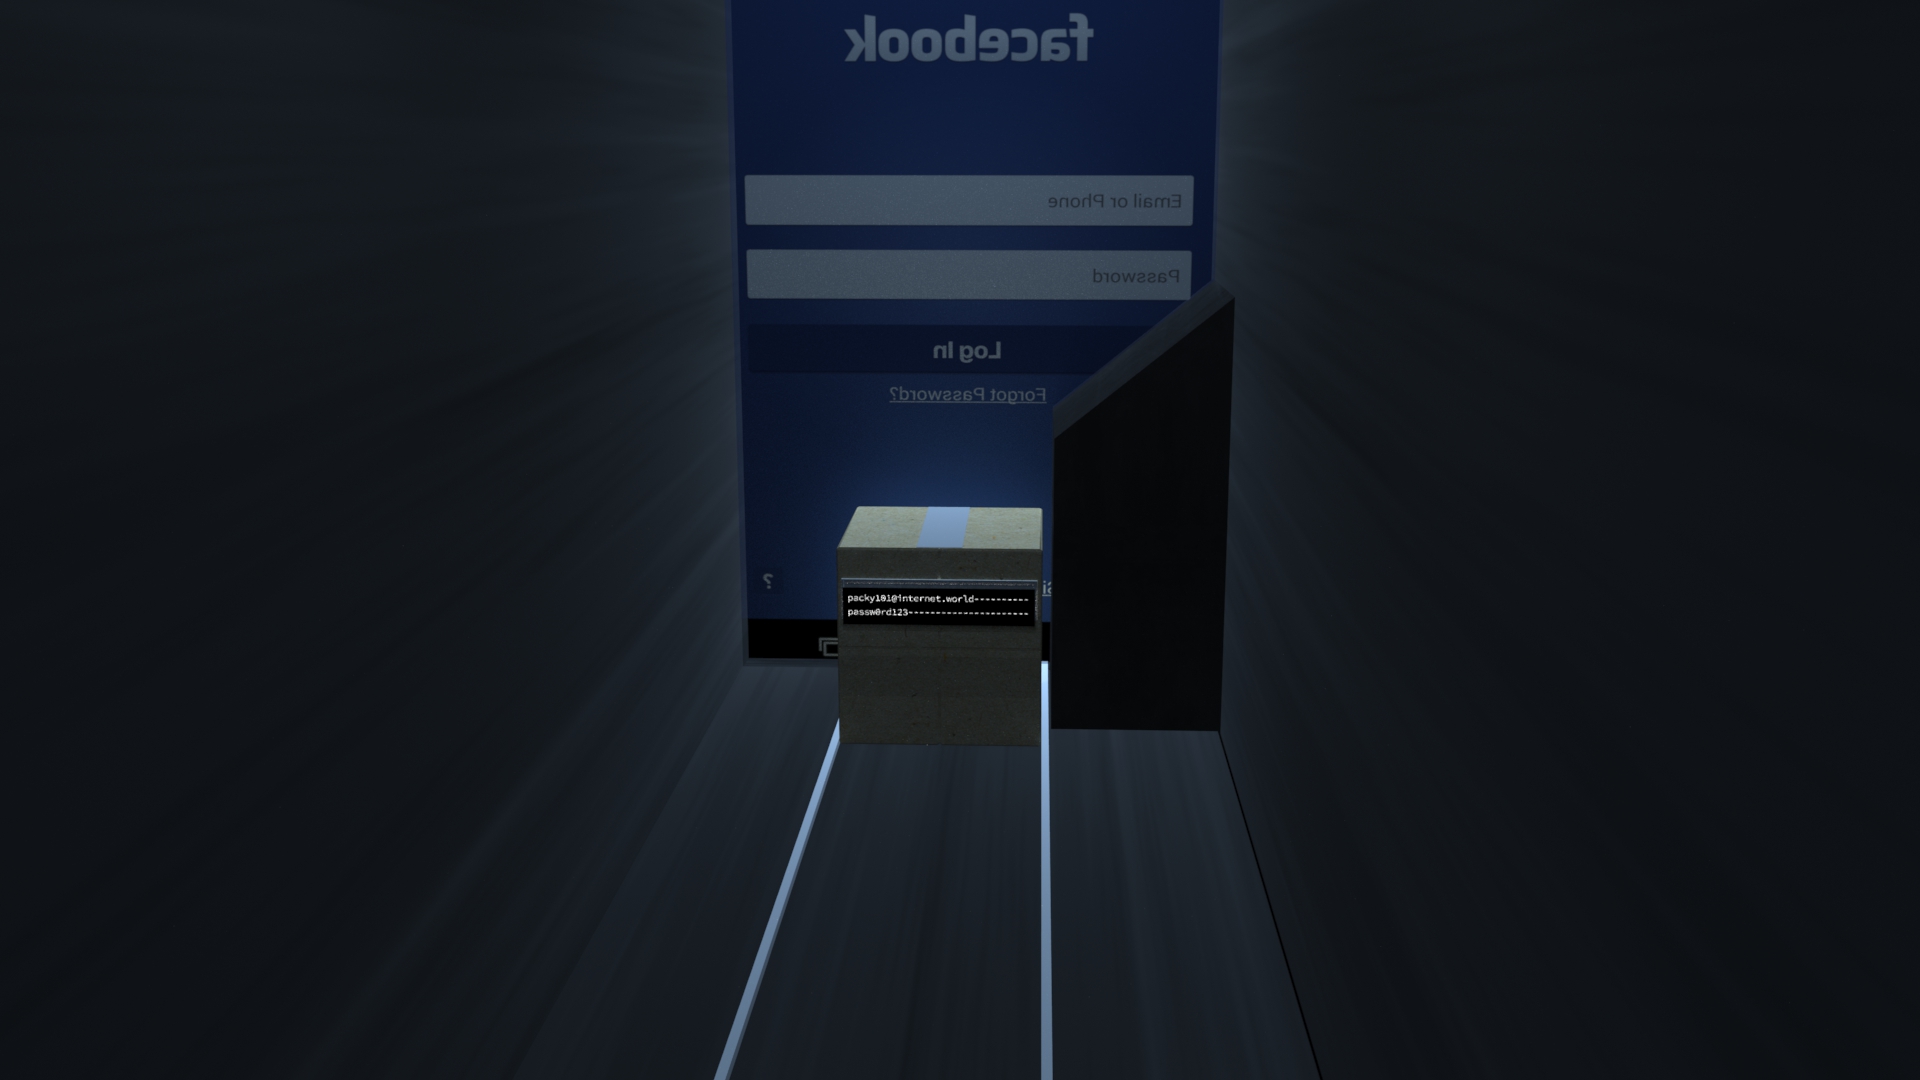 facebook
Email or Phone
Password
Log In
Forgot Password?
?
packy101@internet.world----------
passw0rd123----------------------